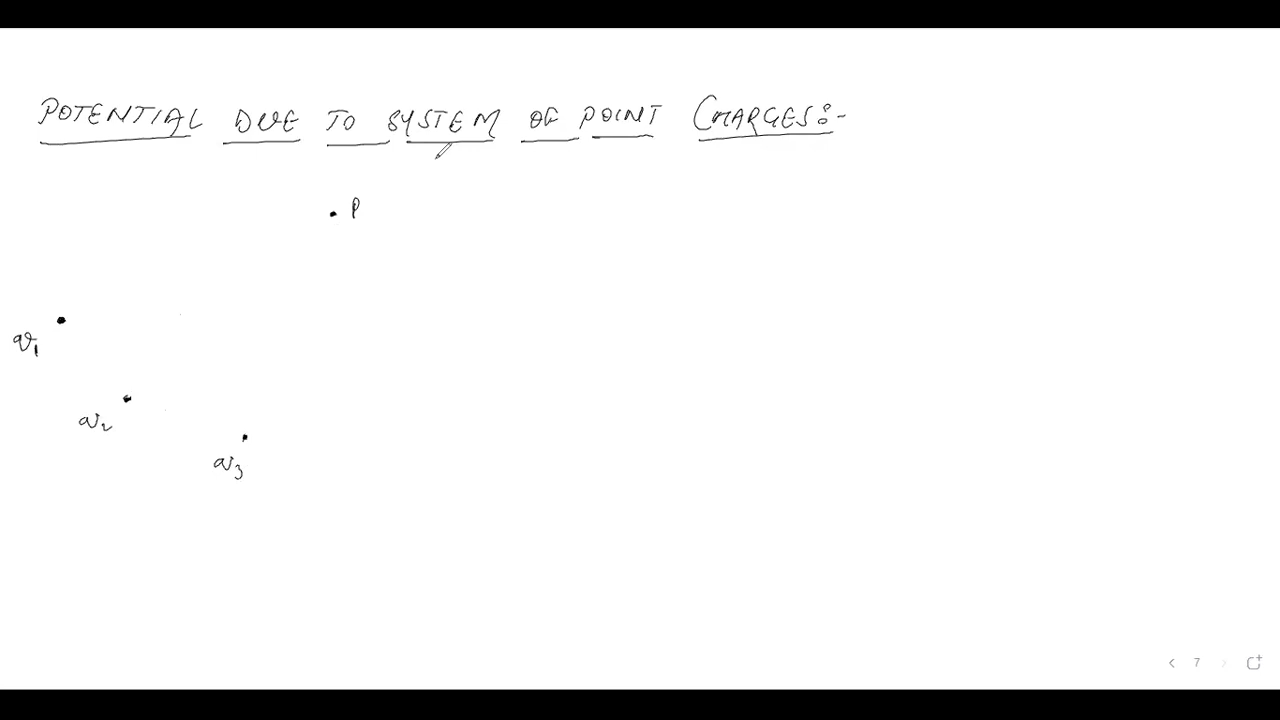 POTENTIAL DUE TO SYSTEM OF POINT CHARGES:-
P
q₁
q₂
q₃
7